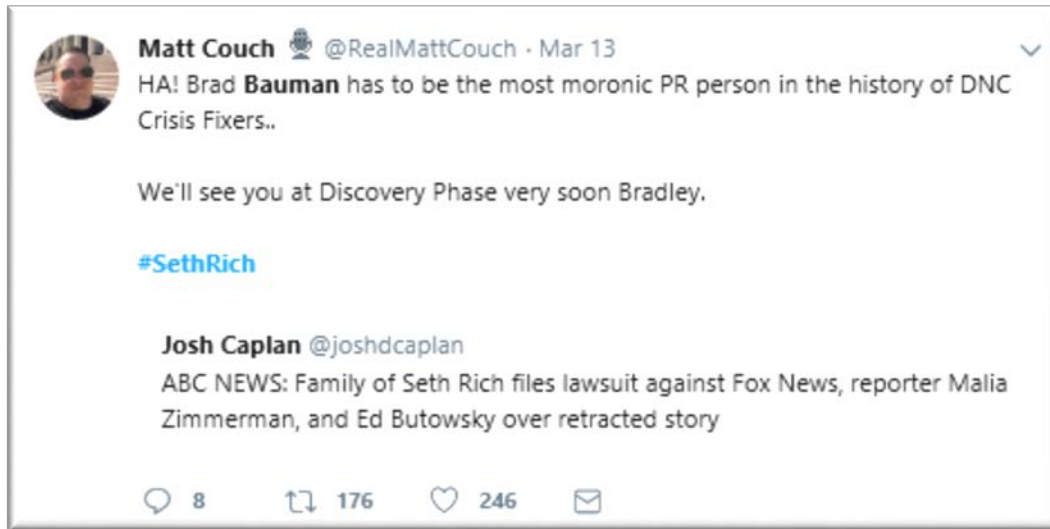 Matt Couch 🎙 @RealMattCouch · Mar 13
HA! Brad Bauman has to be the most moronic PR person in the history of DNC
Crisis Fixers..
We'll see you at Discovery Phase very soon Bradley.
#SethRich
Josh Caplan @joshdcaplan
ABC NEWS: Family of Seth Rich files lawsuit against Fox News, reporter Malia
Zimmerman, and Ed Butowsky over retracted story
8 176 246